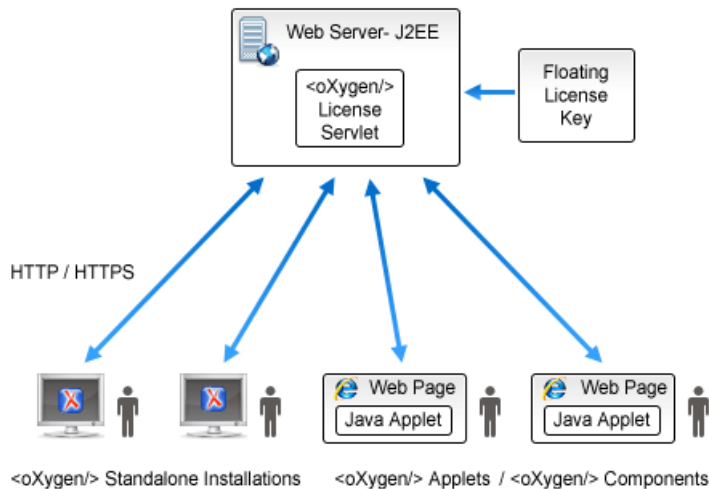 Web Server- J2EE
<oXygen/>
License
Servlet
Floating
License
Key
HTTP / HTTPS
Web Page
Java Applet
Web Page
Java Applet
<oXygen/> Standalone Installations
<oXygen/> Applets / <oXygen/> Components